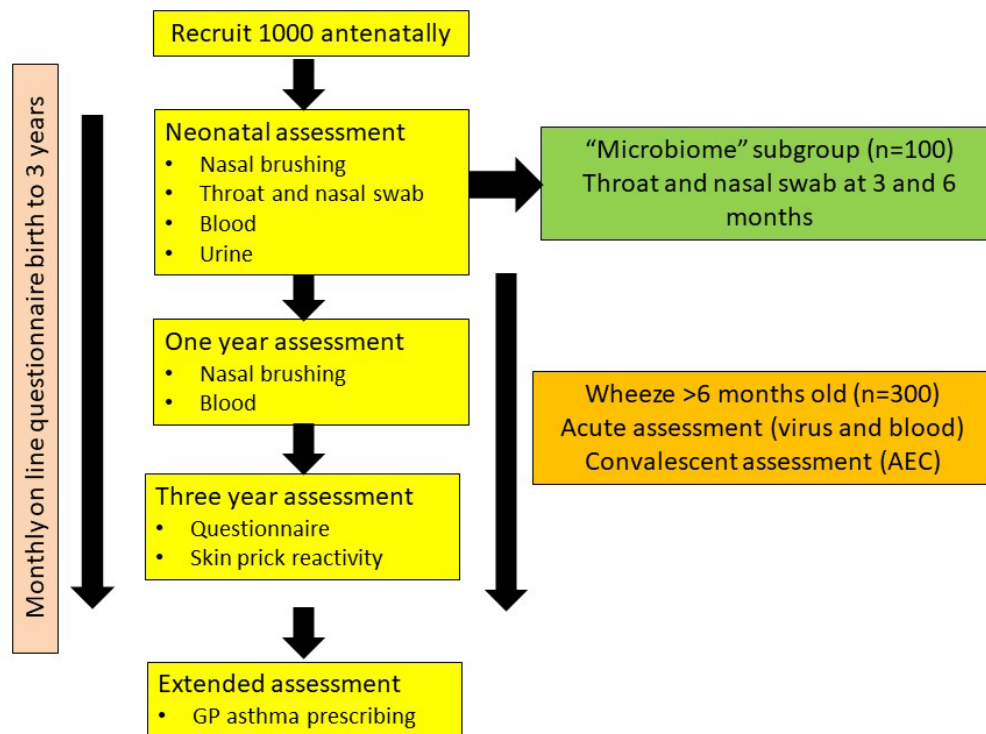 Recruit 1000 antenatally
Monthly on line questionnaire birth to 3 years
Neonatal assessment
• Nasal brushing
• Throat and nasal swab
• Blood
• Urine
"Microbiome" subgroup (n=100)
Throat and nasal swab at 3 and 6
months
One year assessment
• Nasal brushing
• Blood
Wheeze >6 months old (n=300)
Acute assessment (virus and blood)
Convalescent assessment (AEC)
Three year assessment
• Questionnaire
• Skin prick reactivity
Extended assessment
• GP asthma prescribing